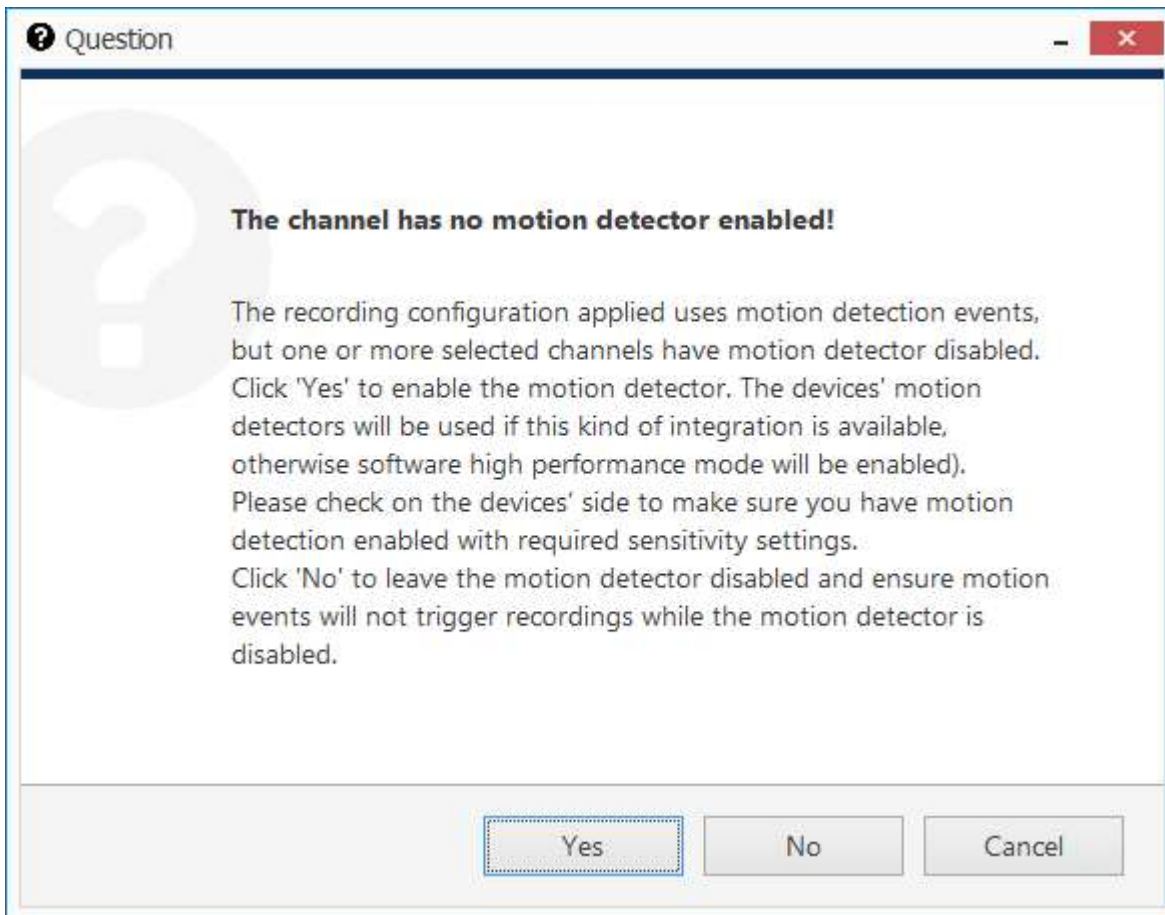 Question
The channel has no motion detector enabled!
The recording configuration applied uses motion detection events,
but one or more selected channels have motion detector disabled.
Click 'Yes' to enable the motion detector. The devices' motion
detectors will be used if this kind of integration is available,
otherwise software high performance mode will be enabled).
Please check on the devices' side to make sure you have motion
detection enabled with required sensitivity settings.
Click 'No' to leave the motion detector disabled and ensure motion
events will not trigger recordings while the motion detector is
disabled.
Yes No Cancel